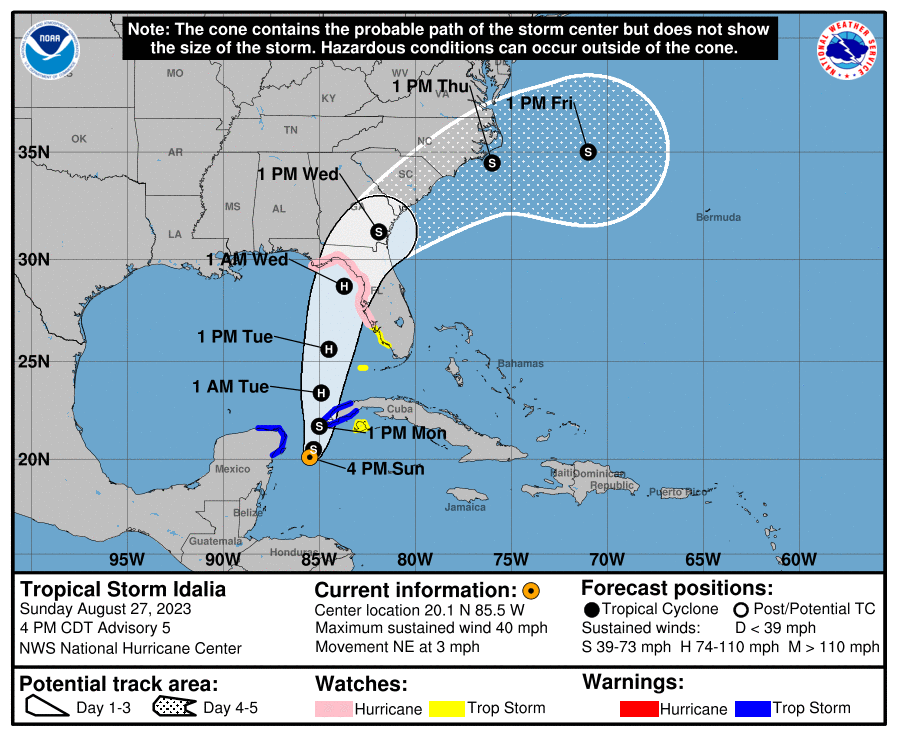 Note: The cone contains the probable path of the storm center but does not show
the size of the storm. Hazardous conditions can occur outside of the cone.
NOAA
NATIONAL WEATHER SERVICE
MO
WV
DE
KY
VA
1 PM Thu
1 PM Fri
OK
TN
NC
35N
AR
SC
S
S
1 PM Wed
MS
AL
GA
LA
S
Bermuda
30N
1 AM Wed
H
FL
1 PM Tue
H
25N
Bahamas
1 AM Tue
H
Cuba
S
1 PM Mon
S
20N
Mexico
4 PM Sun
Haiti
Dominican
Republic
Puerto Rico
Jamaica
Belize
Guatemala
Honduras
95W
90W
85W
80W
75W
70W
65W
60W
Tropical Storm Idalia
Sunday August 27, 2023
4 PM CDT Advisory 5
NWS National Hurricane Center
Current information:
Center location 20.1 N 85.5 W
Maximum sustained wind 40 mph
Movement NE at 3 mph
Forecast positions:
Tropical Cyclone
Post/Potential TC
Sustained winds:
D < 39 mph
S 39-73 mph
H 74-110 mph
M > 110 mph
Potential track area:
Day 1-3
Day 4-5
Watches:
Hurricane
Trop Storm
Warnings:
Hurricane
Trop Storm